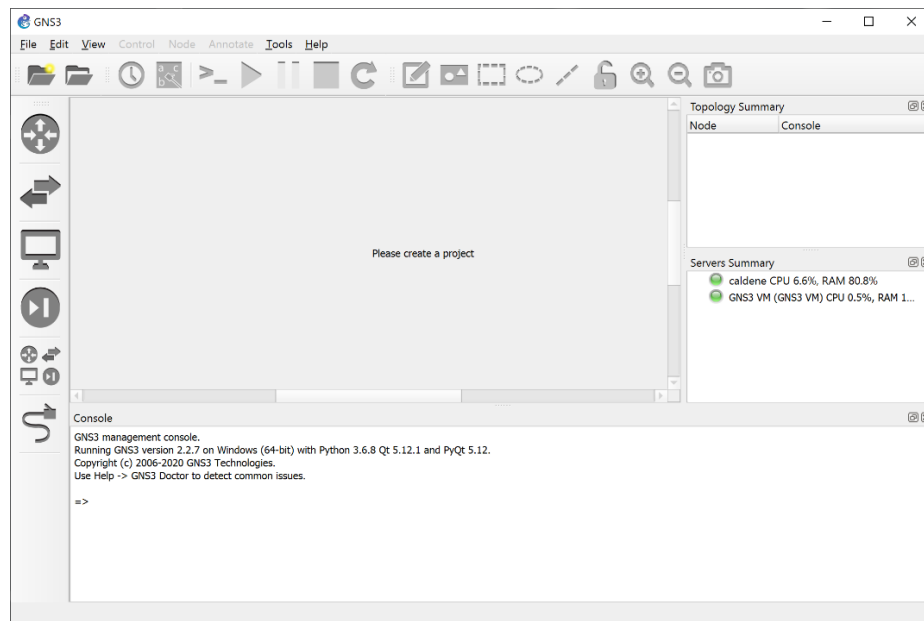 GNS3
File Edit View Control Node Annotate Tools Help
Topology Summary
Node Console
Please create a project
Servers Summary
caldene CPU 6.6%, RAM 80.8%
GNS3 VM (GNS3 VM) CPU 0.5%, RAM 1...
Console
GNS3 management console.
Running GNS3 version 2.2.7 on Windows (64-bit) with Python 3.6.8 Qt 5.12.1 and PyQt 5.12.
Copyright (c) 2006-2020 GNS3 Technologies.
Use Help -> GNS3 Doctor to detect common issues.
=>